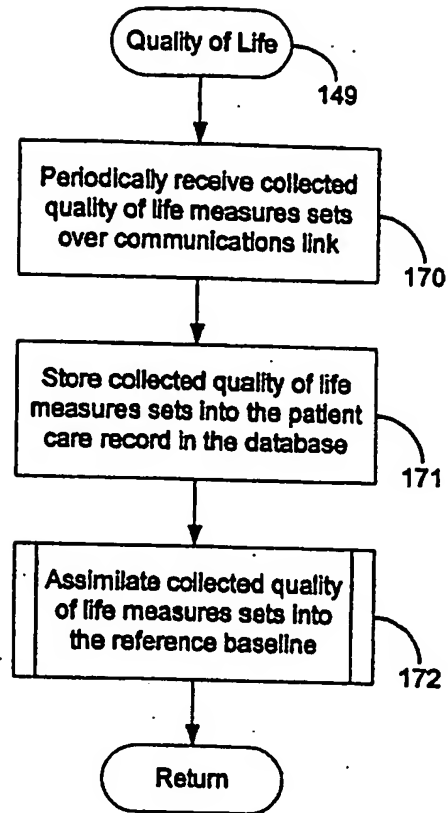 Quality of Life
149
Periodically receive collected
quality of life measures sets
over communications link
170
Store collected quality of life
measures sets into the patient
care record in the database
171
Assimilate collected quality
of life measures sets into
the reference baseline
172
Return